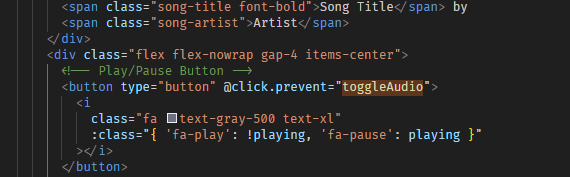 <span class="song-title font-bold">Song Title</span> by
<span class="song-artist">Artist</span>
</div>
<div class="flex flex-nowrap gap-4 items-center">
<!-- Play/Pause Button -->
<button type="button" @click.prevent="toggleAudio">
<i
class="fa text-gray-500 text-xl"
:class="{ 'fa-play': !playing, 'fa-pause': playing }"
></i>
</button>